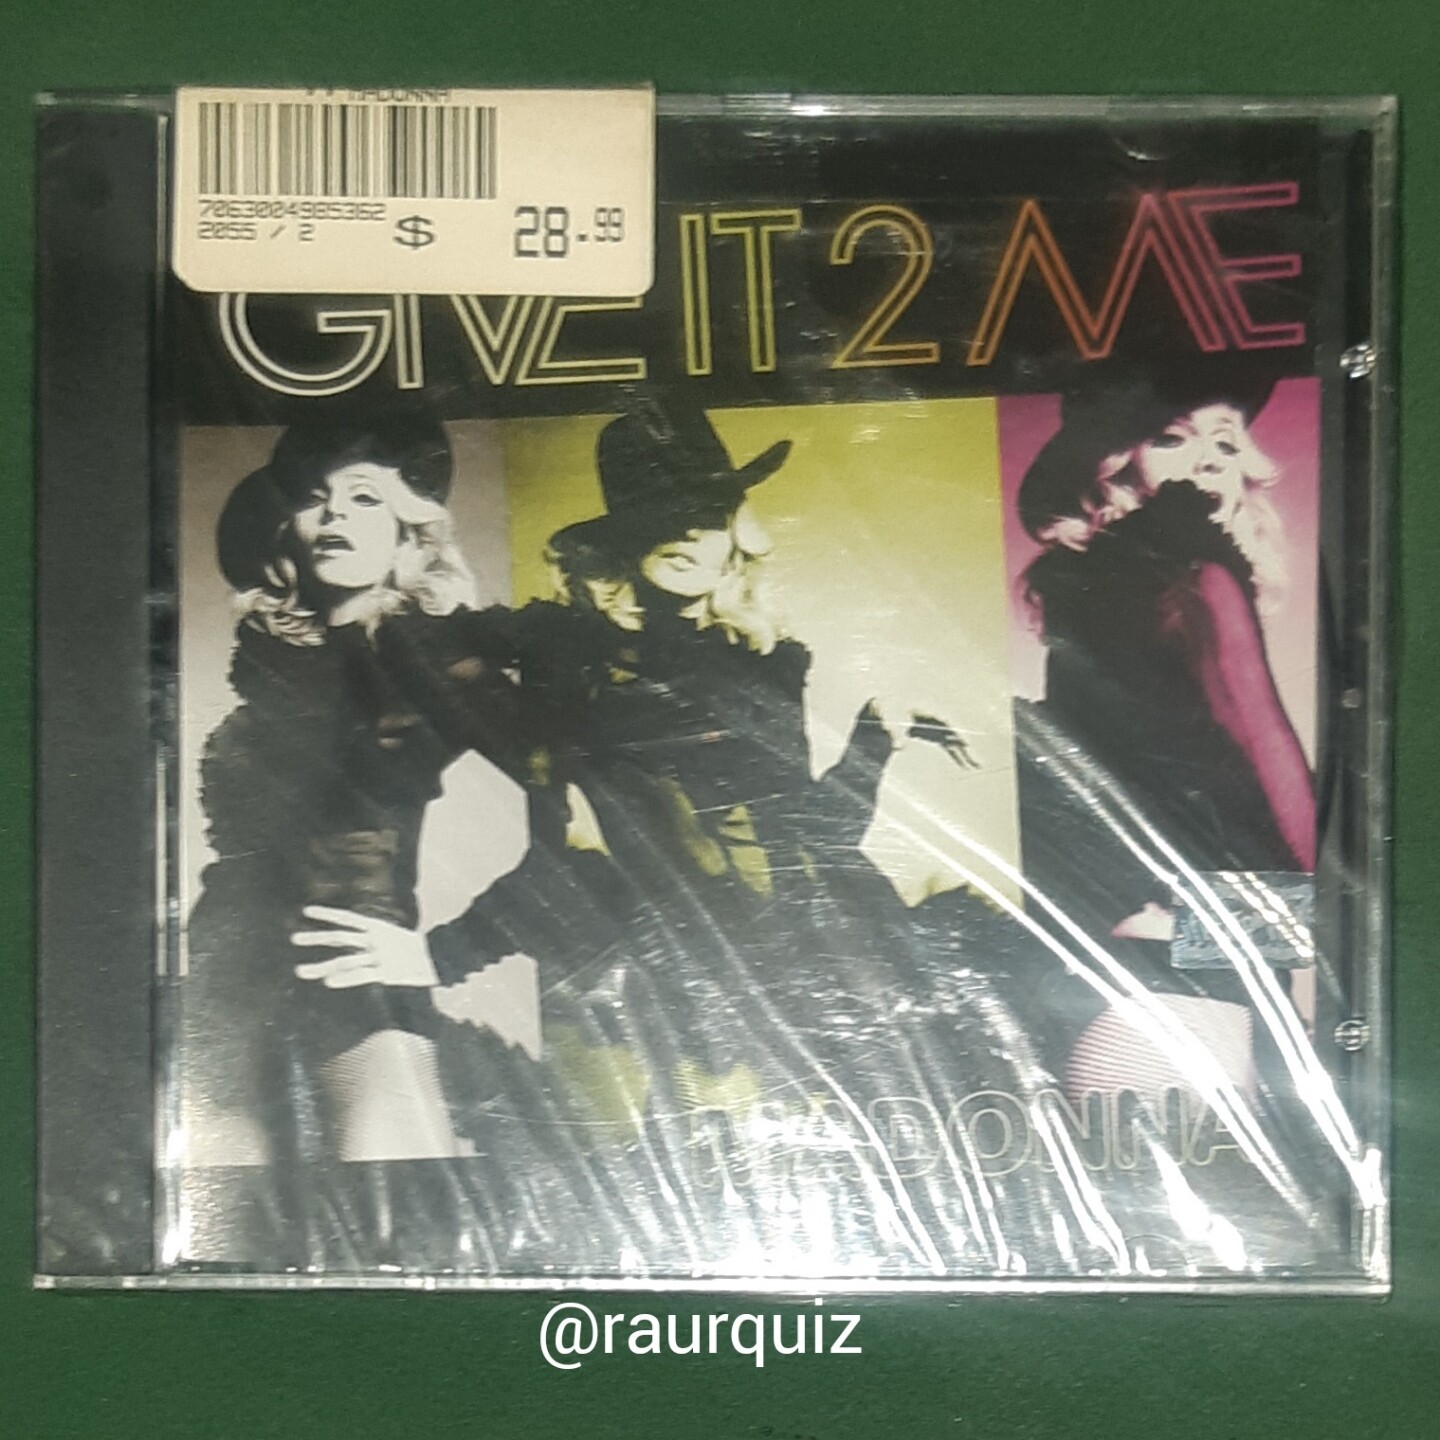 MADONNA
7063004985362
2055 / 2
$ 28.99
GIVE IT 2 ME
MADONNA
@raurquiz